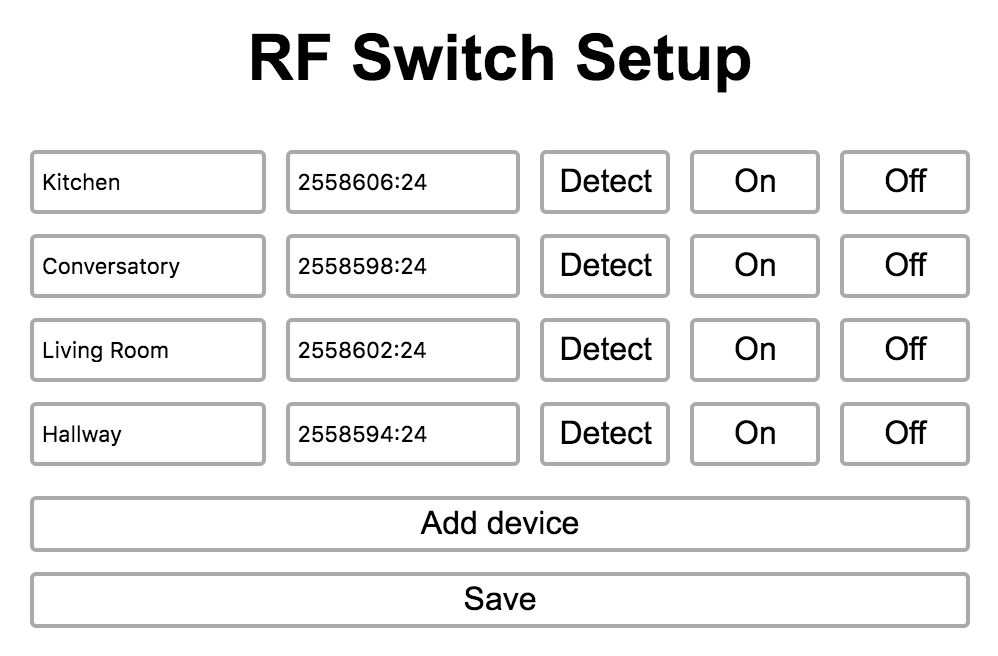 RF Switch Setup
Kitchen 2558606:24 Detect On Off
Conversatory 2558598:24 Detect On Off
Living Room 2558602:24 Detect On Off
Hallway 2558594:24 Detect On Off
Add device
Save